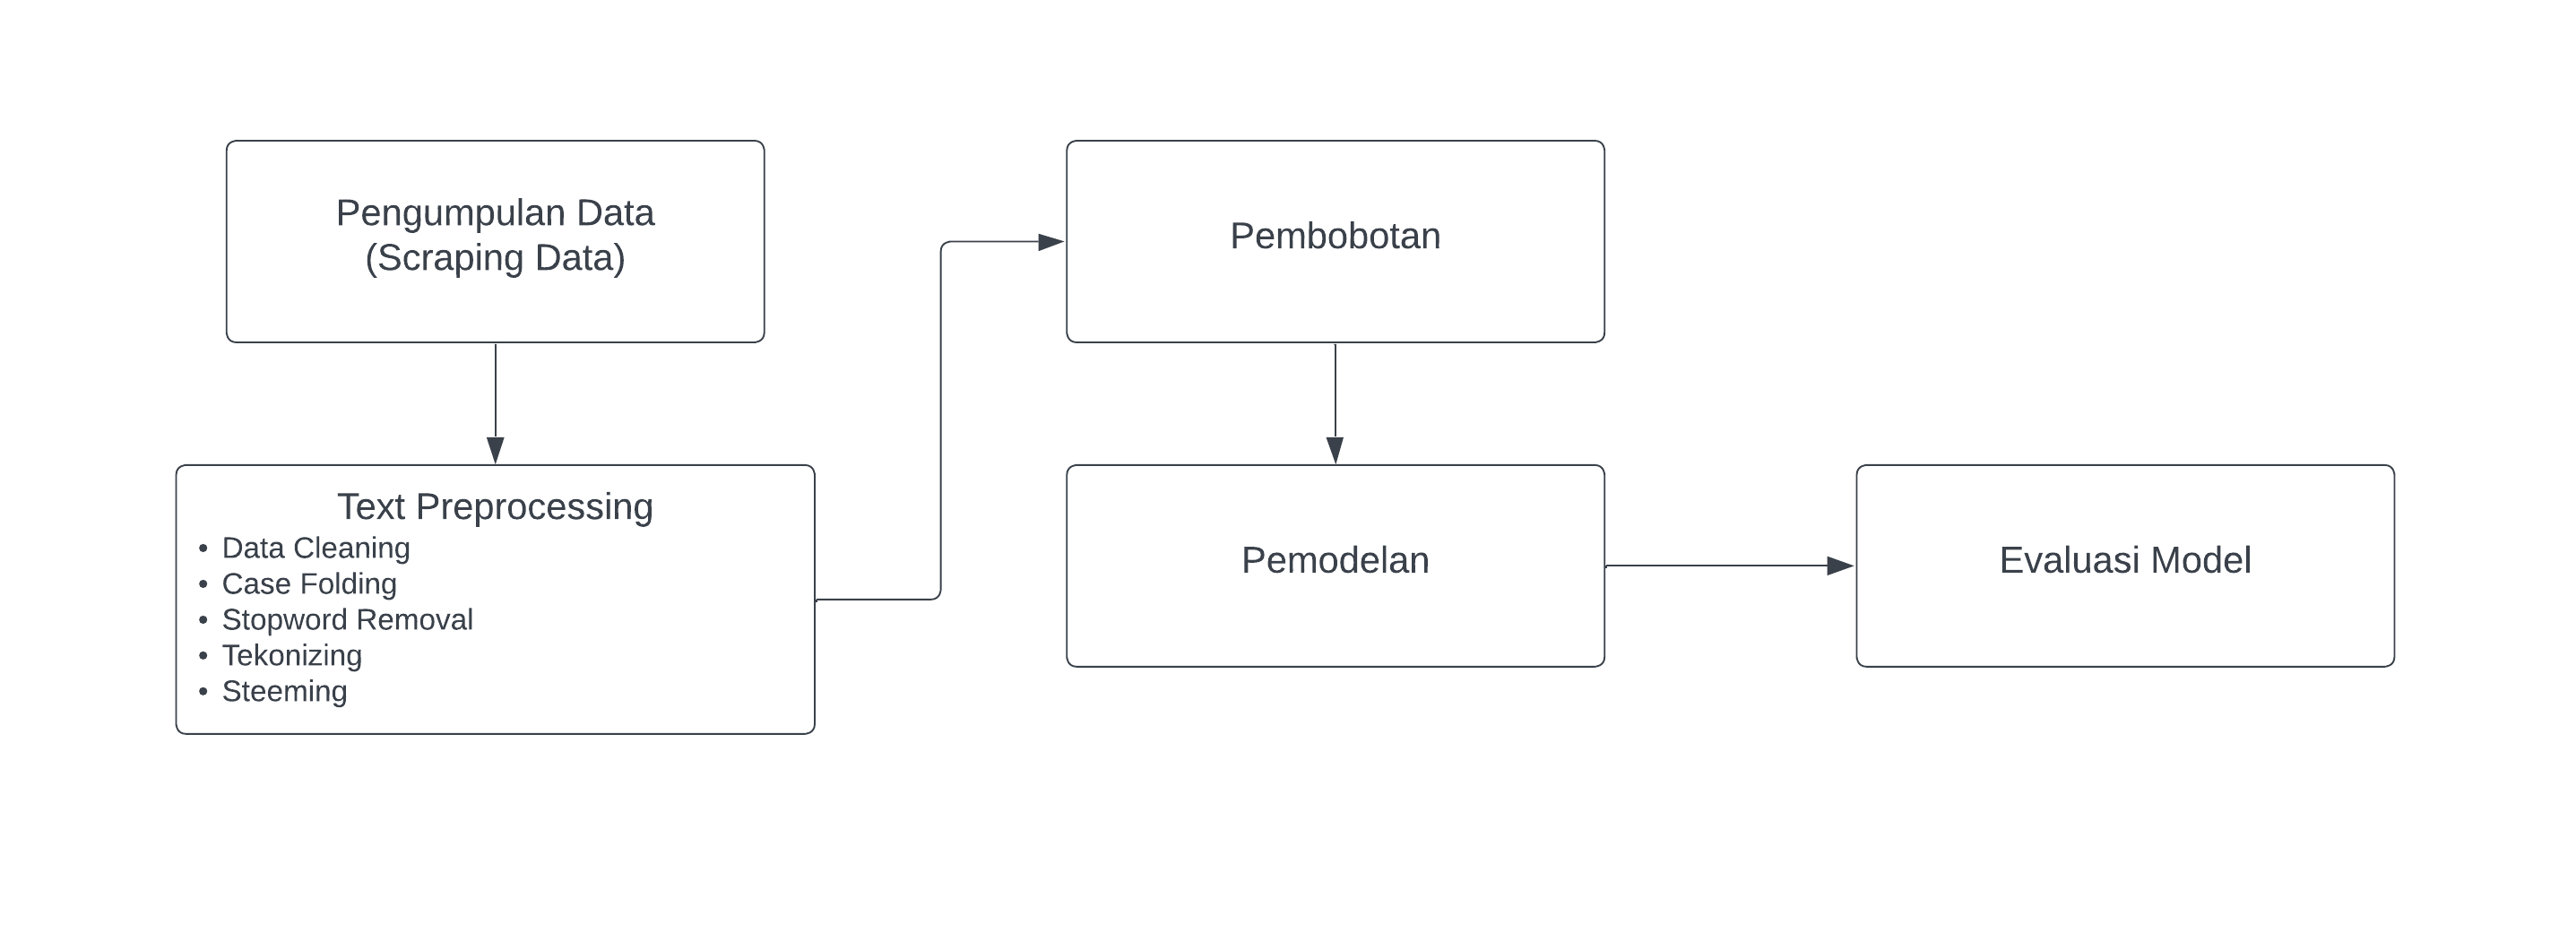 Pengumpulan Data
(Scraping Data)
Text Preprocessing
• Data Cleaning
• Case Folding
• Stopword Removal
• Tekonizing
• Steeming
Pembobotan
Pemodelan
Evaluasi Model